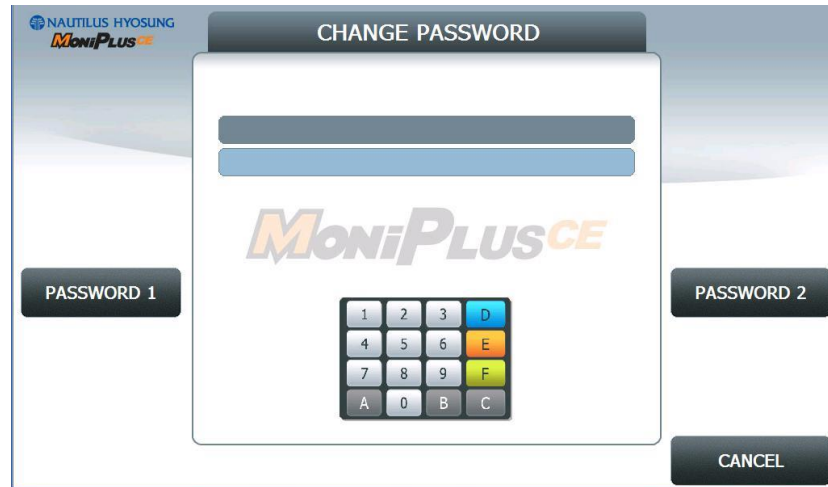 NAUTILUS HYOSUNG
MONIPLUSCE
CHANGE PASSWORD
MONIPLUSCE
PASSWORD 1
PASSWORD 2
1 2 3 D
4 5 6 E
7 8 9 F
A 0 B C
CANCEL